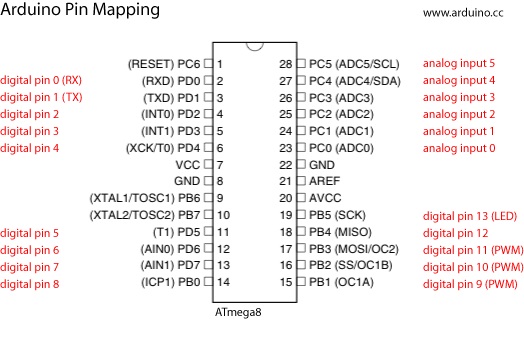 Arduino Pin Mapping www.arduino.cc
(RESET) PC6 1 28 PC5 (ADC5/SCL) analog input 5
digital pin 0 (RX) (RXD) PD0 2 27 PC4 (ADC4/SDA) analog input 4
digital pin 1 (TX) (TXD) PD1 3 26 PC3 (ADC3) analog input 3
digital pin 2 (INT0) PD2 4 25 PC2 (ADC2) analog input 2
digital pin 3 (INT1) PD3 5 24 PC1 (ADC1) analog input 1
digital pin 4 (XCK/T0) PD4 6 23 PC0 (ADC0) analog input 0
VCC 7 22 GND
GND 8 21 AREF
(XTAL1/TOSC1) PB6 9 20 AVCC
(XTAL2/TOSC2) PB7 10 19 PB5 (SCK) digital pin 13 (LED)
digital pin 5 (T1) PD5 11 18 PB4 (MISO) digital pin 12
digital pin 6 (AIN0) PD6 12 17 PB3 (MOSI/OC2) digital pin 11 (PWM)
digital pin 7 (AIN1) PD7 13 16 PB2 (SS/OC1B) digital pin 10 (PWM)
digital pin 8 (ICP1) PB0 14 15 PB1 (OC1A) digital pin 9 (PWM)
ATmega8